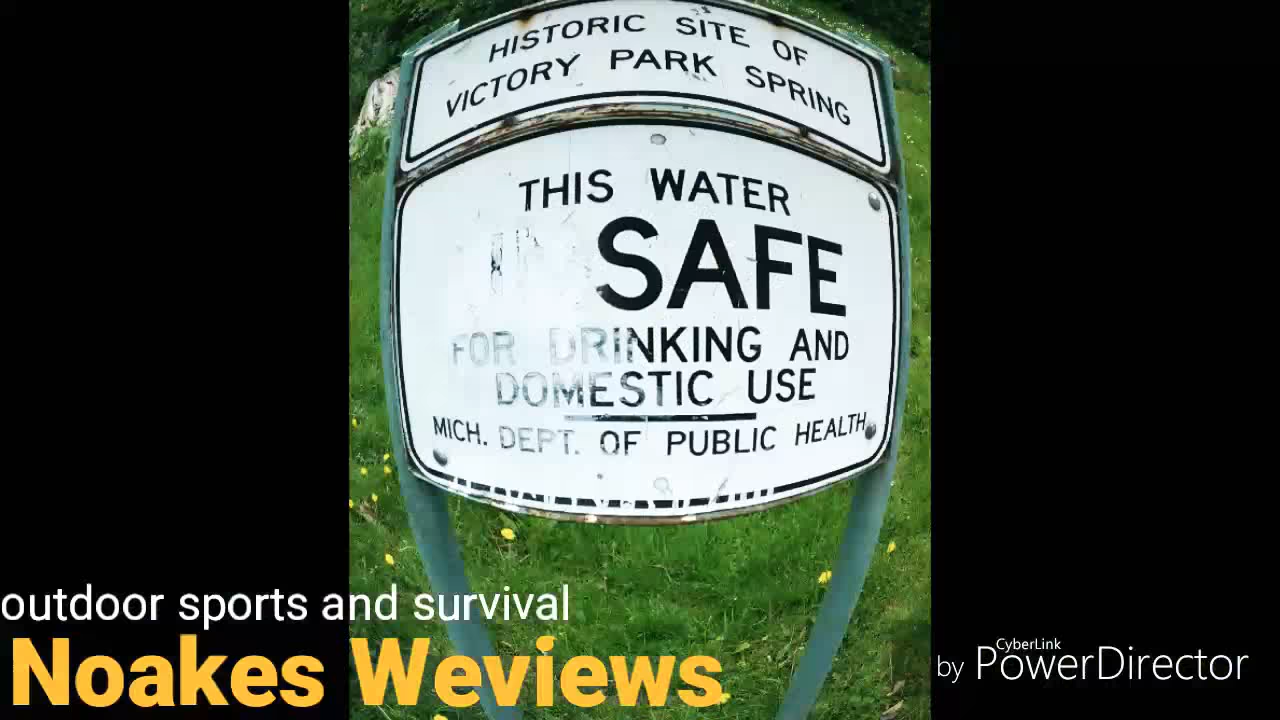 HISTORIC SITE OF
VICTORY PARK SPRING
THIS WATER
SAFE
FOR DRINKING AND
DOMESTIC USE
MICH. DEPT. OF PUBLIC HEALTH
outdoor sports and survival
Noakes Weviews
CyberLink
by PowerDirector